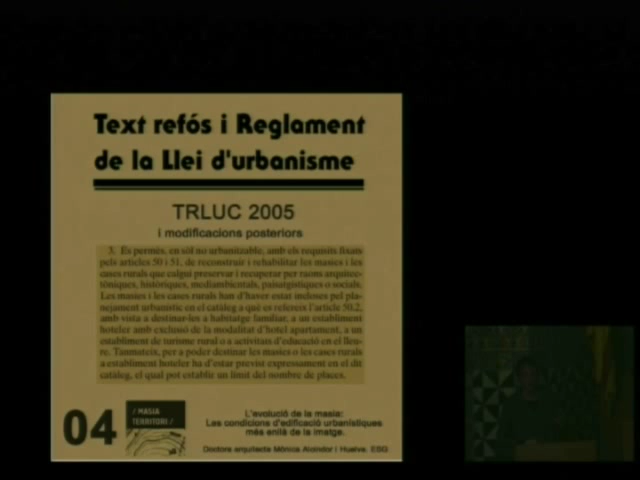 Text refós i Reglament
de la Llei d'urbanisme
TRLUC 2005
i modificacions posteriors
3. Es permès, en sòl no urbanitzable, amb els requisits fixats
pels articles 50 i 51, de reconstruir i rehabilitar les masies i les
cases rurals que calgui preservar i recuperar per raons arquitec-
tòniques, històriques, mediambientals, paisatgístiques o socials.
Les masies i les cases rurals han d'haver estat incloses pel pla-
nejament urbanístic en el catàleg a què es refereix l'article 50.2,
amb vista a destinar-les a habitatge familiar, a un establiment
hoteler amb exclusió de la modalitat d'hotel apartament, a un
establiment de turisme rural o a activitats d'educació en el lleu-
re. Tanmateix, per a poder destinar les masies o les cases rurals
a establiment hoteler ha d'estar previst expressament en el dit
catàleg, el qual pot establir un límit del nombre de places.
04
/ MASIA
TERRITORI /
L'evolució de la masia:
Les condicions d'edificació urbanístiques
més enllà de la imatge.
Doctora arquitecta Mònica Alcindor i Huelva. ESG